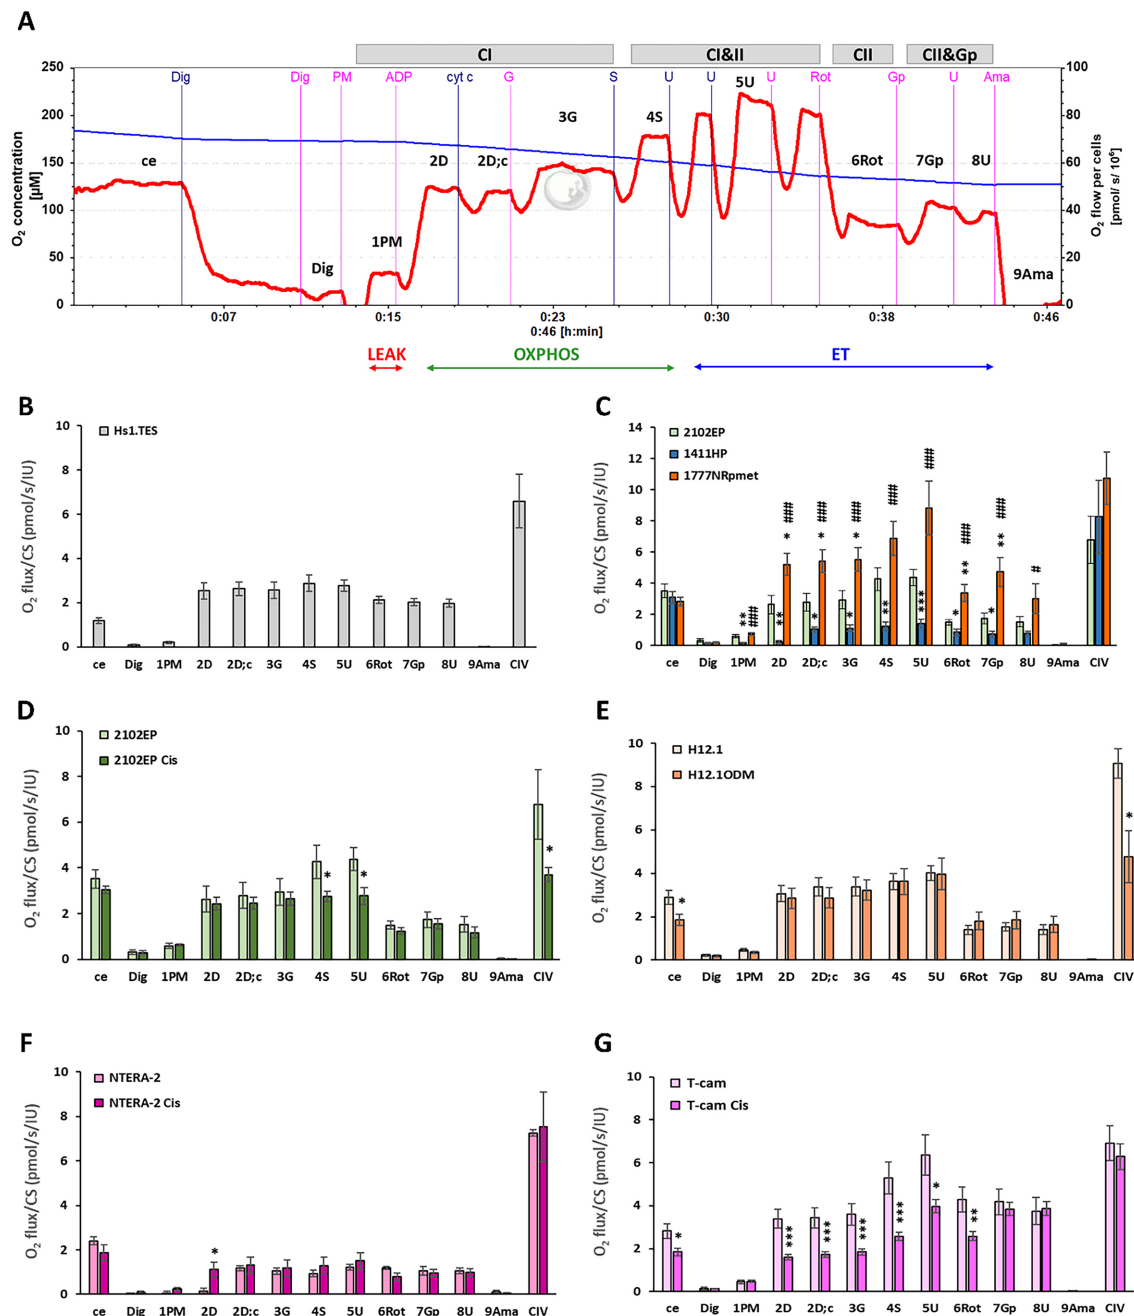 A
CI
CI&II
CII
CII&Gp
250
200
150
100
50
0
O2 concentration
[µM]
100
80
60
40
20
0
O2 flow per cells
[pmol/ s/ 10⁶]
Dig
Dig
PM
ADP
cyt c
G
S
U
U
U
Rot
Gp
U
Ama
ce
Dig
1PM
2D
2D;c
3G
4S
5U
6Rot
7Gp
8U
9Ama
0:07
0:15
0:23
0:30
0:38
0:46
0:46 [h:min]
LEAK
OXPHOS
ET
B
10
8
6
4
2
0
O2 flux/CS (pmol/s/IU)
Hs1.TES
ce
Dig
1PM
2D
2D;c
3G
4S
5U
6Rot
7Gp
8U
9Ama
CIV
C
14
12
10
8
6
4
2
0
O2 flux/CS (pmol/s/IU)
2102EP
1411HP
1777NRpmet
**
###
**
*
###
*
*
###
*
*
###
**
###
***
###
*
**
###
*
**
###
#
ce
Dig
1PM
2D
2D;c
3G
4S
5U
6Rot
7Gp
8U
9Ama
CIV
D
10
8
6
4
2
0
O2 flux/CS (pmol/s/IU)
2102EP
2102EP Cis
*
*
*
ce
Dig
1PM
2D
2D;c
3G
4S
5U
6Rot
7Gp
8U
9Ama
CIV
E
10
8
6
4
2
0
O2 flux/CS (pmol/s/IU)
H12.1
H12.1ODM
*
*
ce
Dig
1PM
2D
2D;c
3G
4S
5U
6Rot
7Gp
8U
9Ama
CIV
F
10
8
6
4
2
0
O2 flux/CS (pmol/s/IU)
NTERA-2
NTERA-2 Cis
*
ce
Dig
1PM
2D
2D;c
3G
4S
5U
6Rot
7Gp
8U
9Ama
CIV
G
10
8
6
4
2
0
O2 flux/CS (pmol/s/IU)
T-cam
T-cam Cis
*
***
***
***
***
*
**
ce
Dig
1PM
2D
2D;c
3G
4S
5U
6Rot
7Gp
8U
9Ama
CIV